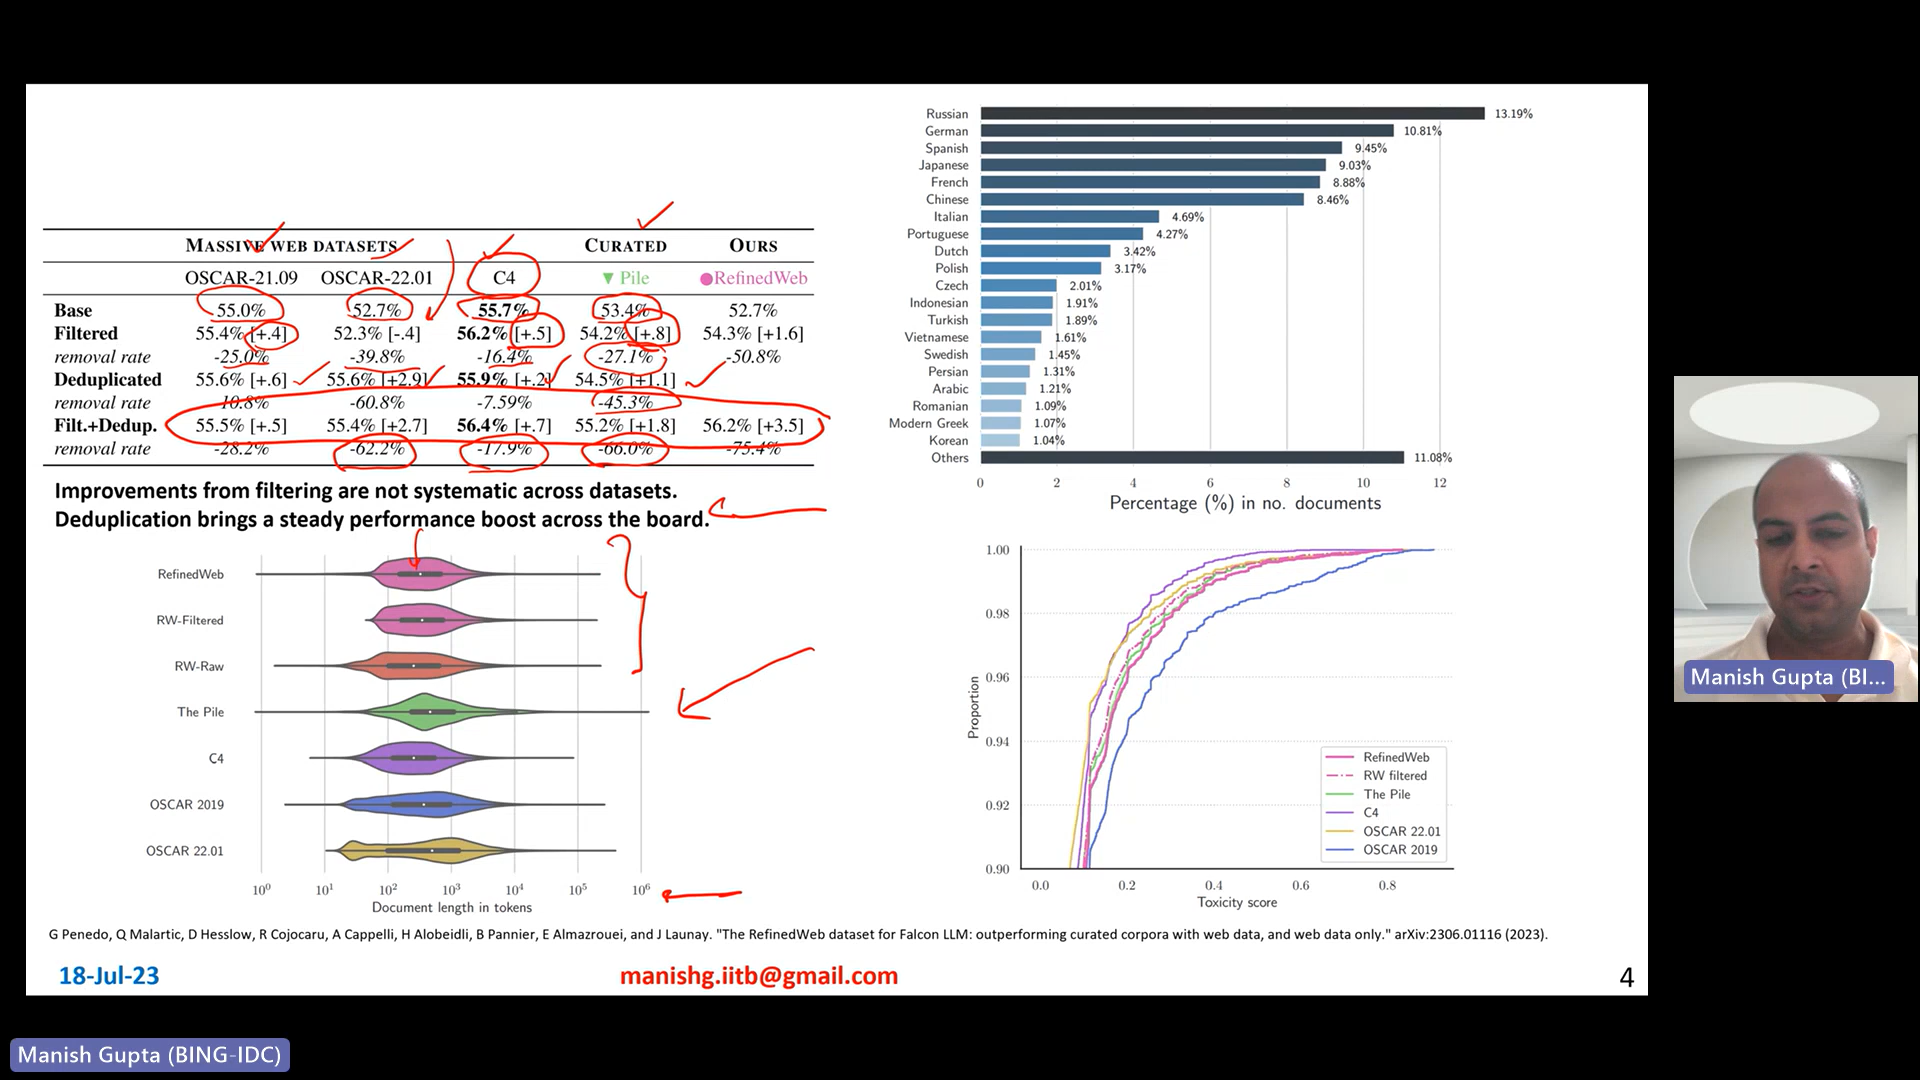 MASSIVE WEB DATASETS CURATED OURS
OSCAR-21.09 OSCAR-22.01 C4 ▼ Pile ●RefinedWeb
Base 55.0% 52.7% 55.7% 53.4% 52.7%
Filtered 55.4% [+.4] 52.3% [-.4] 56.2% [+.5] 54.2% [+.8] 54.3% [+1.6]
removal rate -25.0% -39.8% -16.4% -27.1% -50.8%
Deduplicated 55.6% [+.6] 55.6% [+2.9] 55.9% [+.2] 54.5% [+1.1]
removal rate -10.8% -60.8% -7.59% -45.3%
Filt.+Dedup. 55.5% [+.5] 55.4% [+2.7] 56.4% [+.7] 55.2% [+1.8] 56.2% [+3.5]
removal rate -28.2% -62.2% -17.9% -66.0% -75.4%
Improvements from filtering are not systematic across datasets.
Deduplication brings a steady performance boost across the board.
RefinedWeb
RW-Filtered
RW-Raw
The Pile
C4
OSCAR 2019
OSCAR 22.01
10⁰ 10¹ 10² 10³ 10⁴ 10⁵ 10⁶
Document length in tokens
Russian 13.19%
German 10.81%
Spanish 9.45%
Japanese 9.03%
French 8.88%
Chinese 8.46%
Italian 4.69%
Portuguese 4.27%
Dutch 3.42%
Polish 3.17%
Czech 2.01%
Indonesian 1.91%
Turkish 1.89%
Vietnamese 1.61%
Swedish 1.45%
Persian 1.31%
Arabic 1.21%
Romanian 1.09%
Modern Greek 1.07%
Korean 1.04%
Others 11.08%
0 2 4 6 8 10 12
Percentage (%) in no. documents
1.00
0.98
0.96
0.94
0.92
0.90
Proportion
RefinedWeb
RW filtered
The Pile
C4
OSCAR 22.01
OSCAR 2019
0.0 0.2 0.4 0.6 0.8
Toxicity score
G Penedo, Q Malartic, D Hesslow, R Cojocaru, A Cappelli, H Alobeidli, B Pannier, E Almazrouei, and J Launay. "The RefinedWeb dataset for Falcon LLM: outperforming curated corpora with web data, and web data only." arXiv:2306.01116 (2023).
18-Jul-23 manishg.iitb@gmail.com 4
Manish Gupta (BI...
Manish Gupta (BING-IDC)